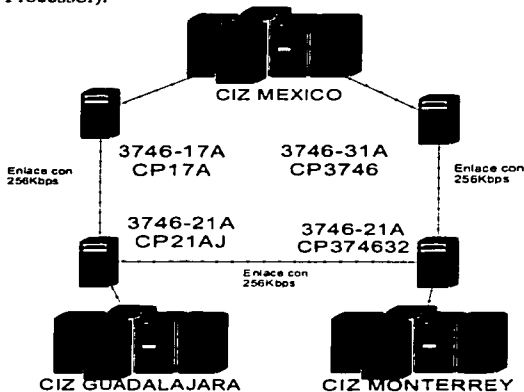 CIZ MEXICO
3746-17A
CP17A
3746-31A
CP3746
Enlace con
256Kbps
Enlace con
256Kbps
3746-21A
CP21AJ
3746-21A
CP374632
Enlace con
256Kbps
CIZ GUADALAJARA
CIZ MONTERREY